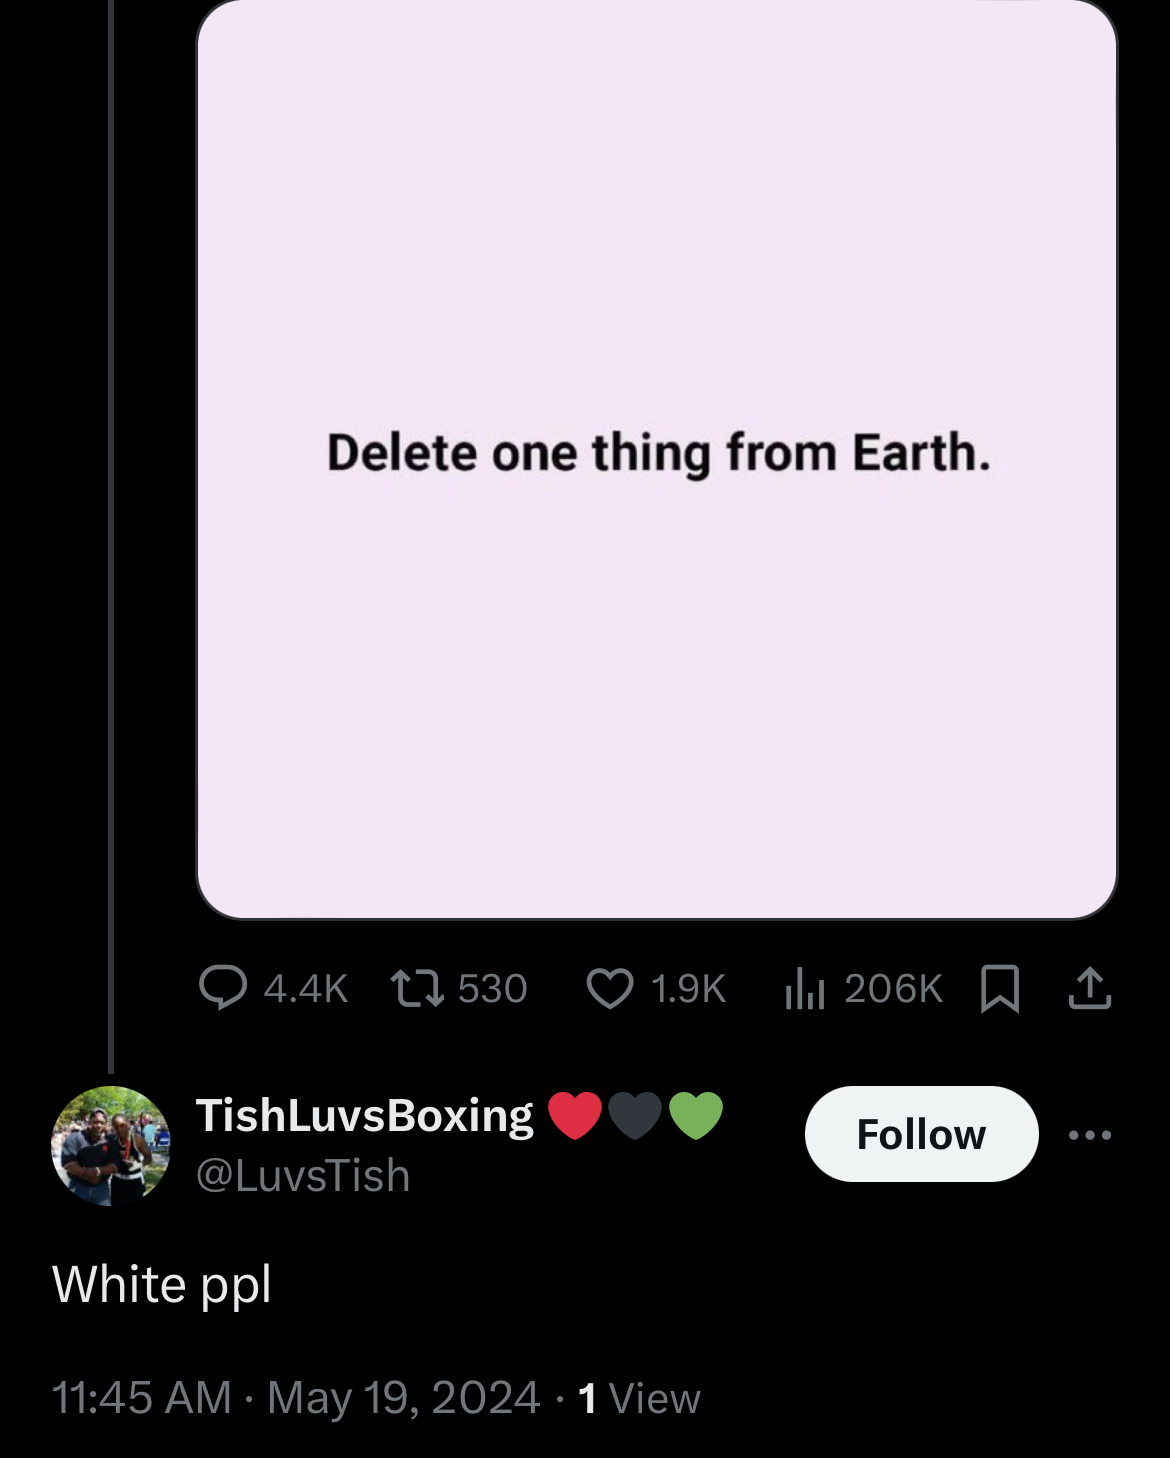 Delete one thing from Earth.
4.4K 530 1.9K 206K
TishLuvsBoxing ❤️🖤💚
@LuvsTish
Follow
White ppl
11:45 AM · May 19, 2024 · 1 View